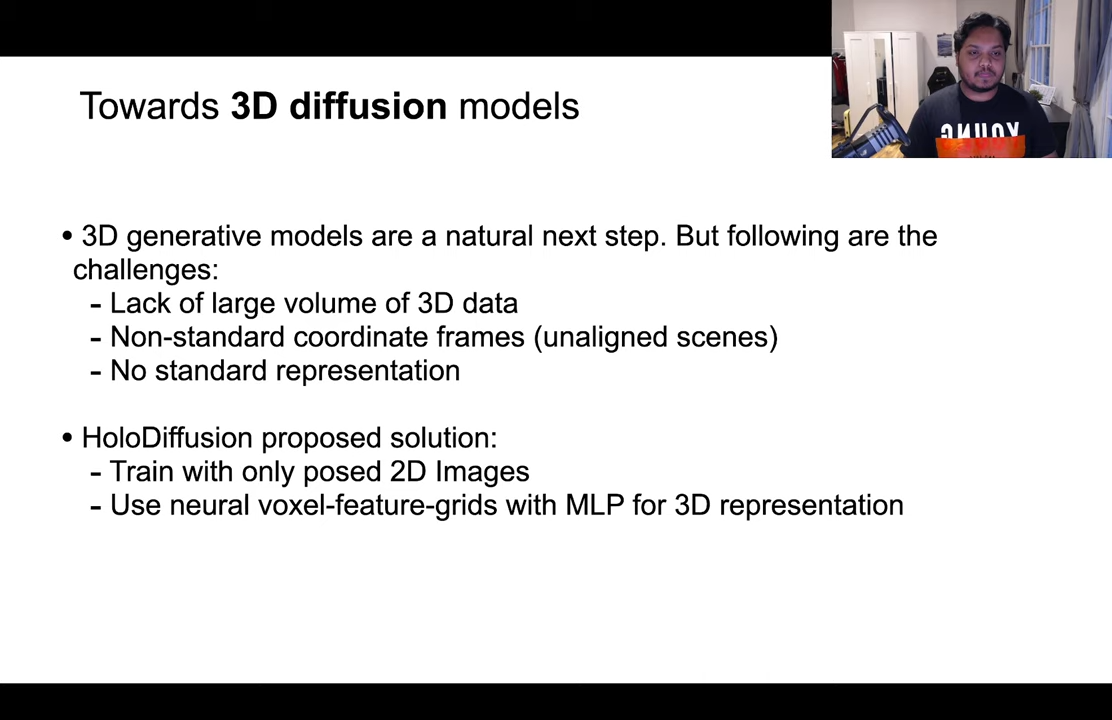 Towards 3D diffusion models
YOUNG
• 3D generative models are a natural next step. But following are the
challenges:
- Lack of large volume of 3D data
- Non-standard coordinate frames (unaligned scenes)
- No standard representation
• HoloDiffusion proposed solution:
- Train with only posed 2D Images
- Use neural voxel-feature-grids with MLP for 3D representation